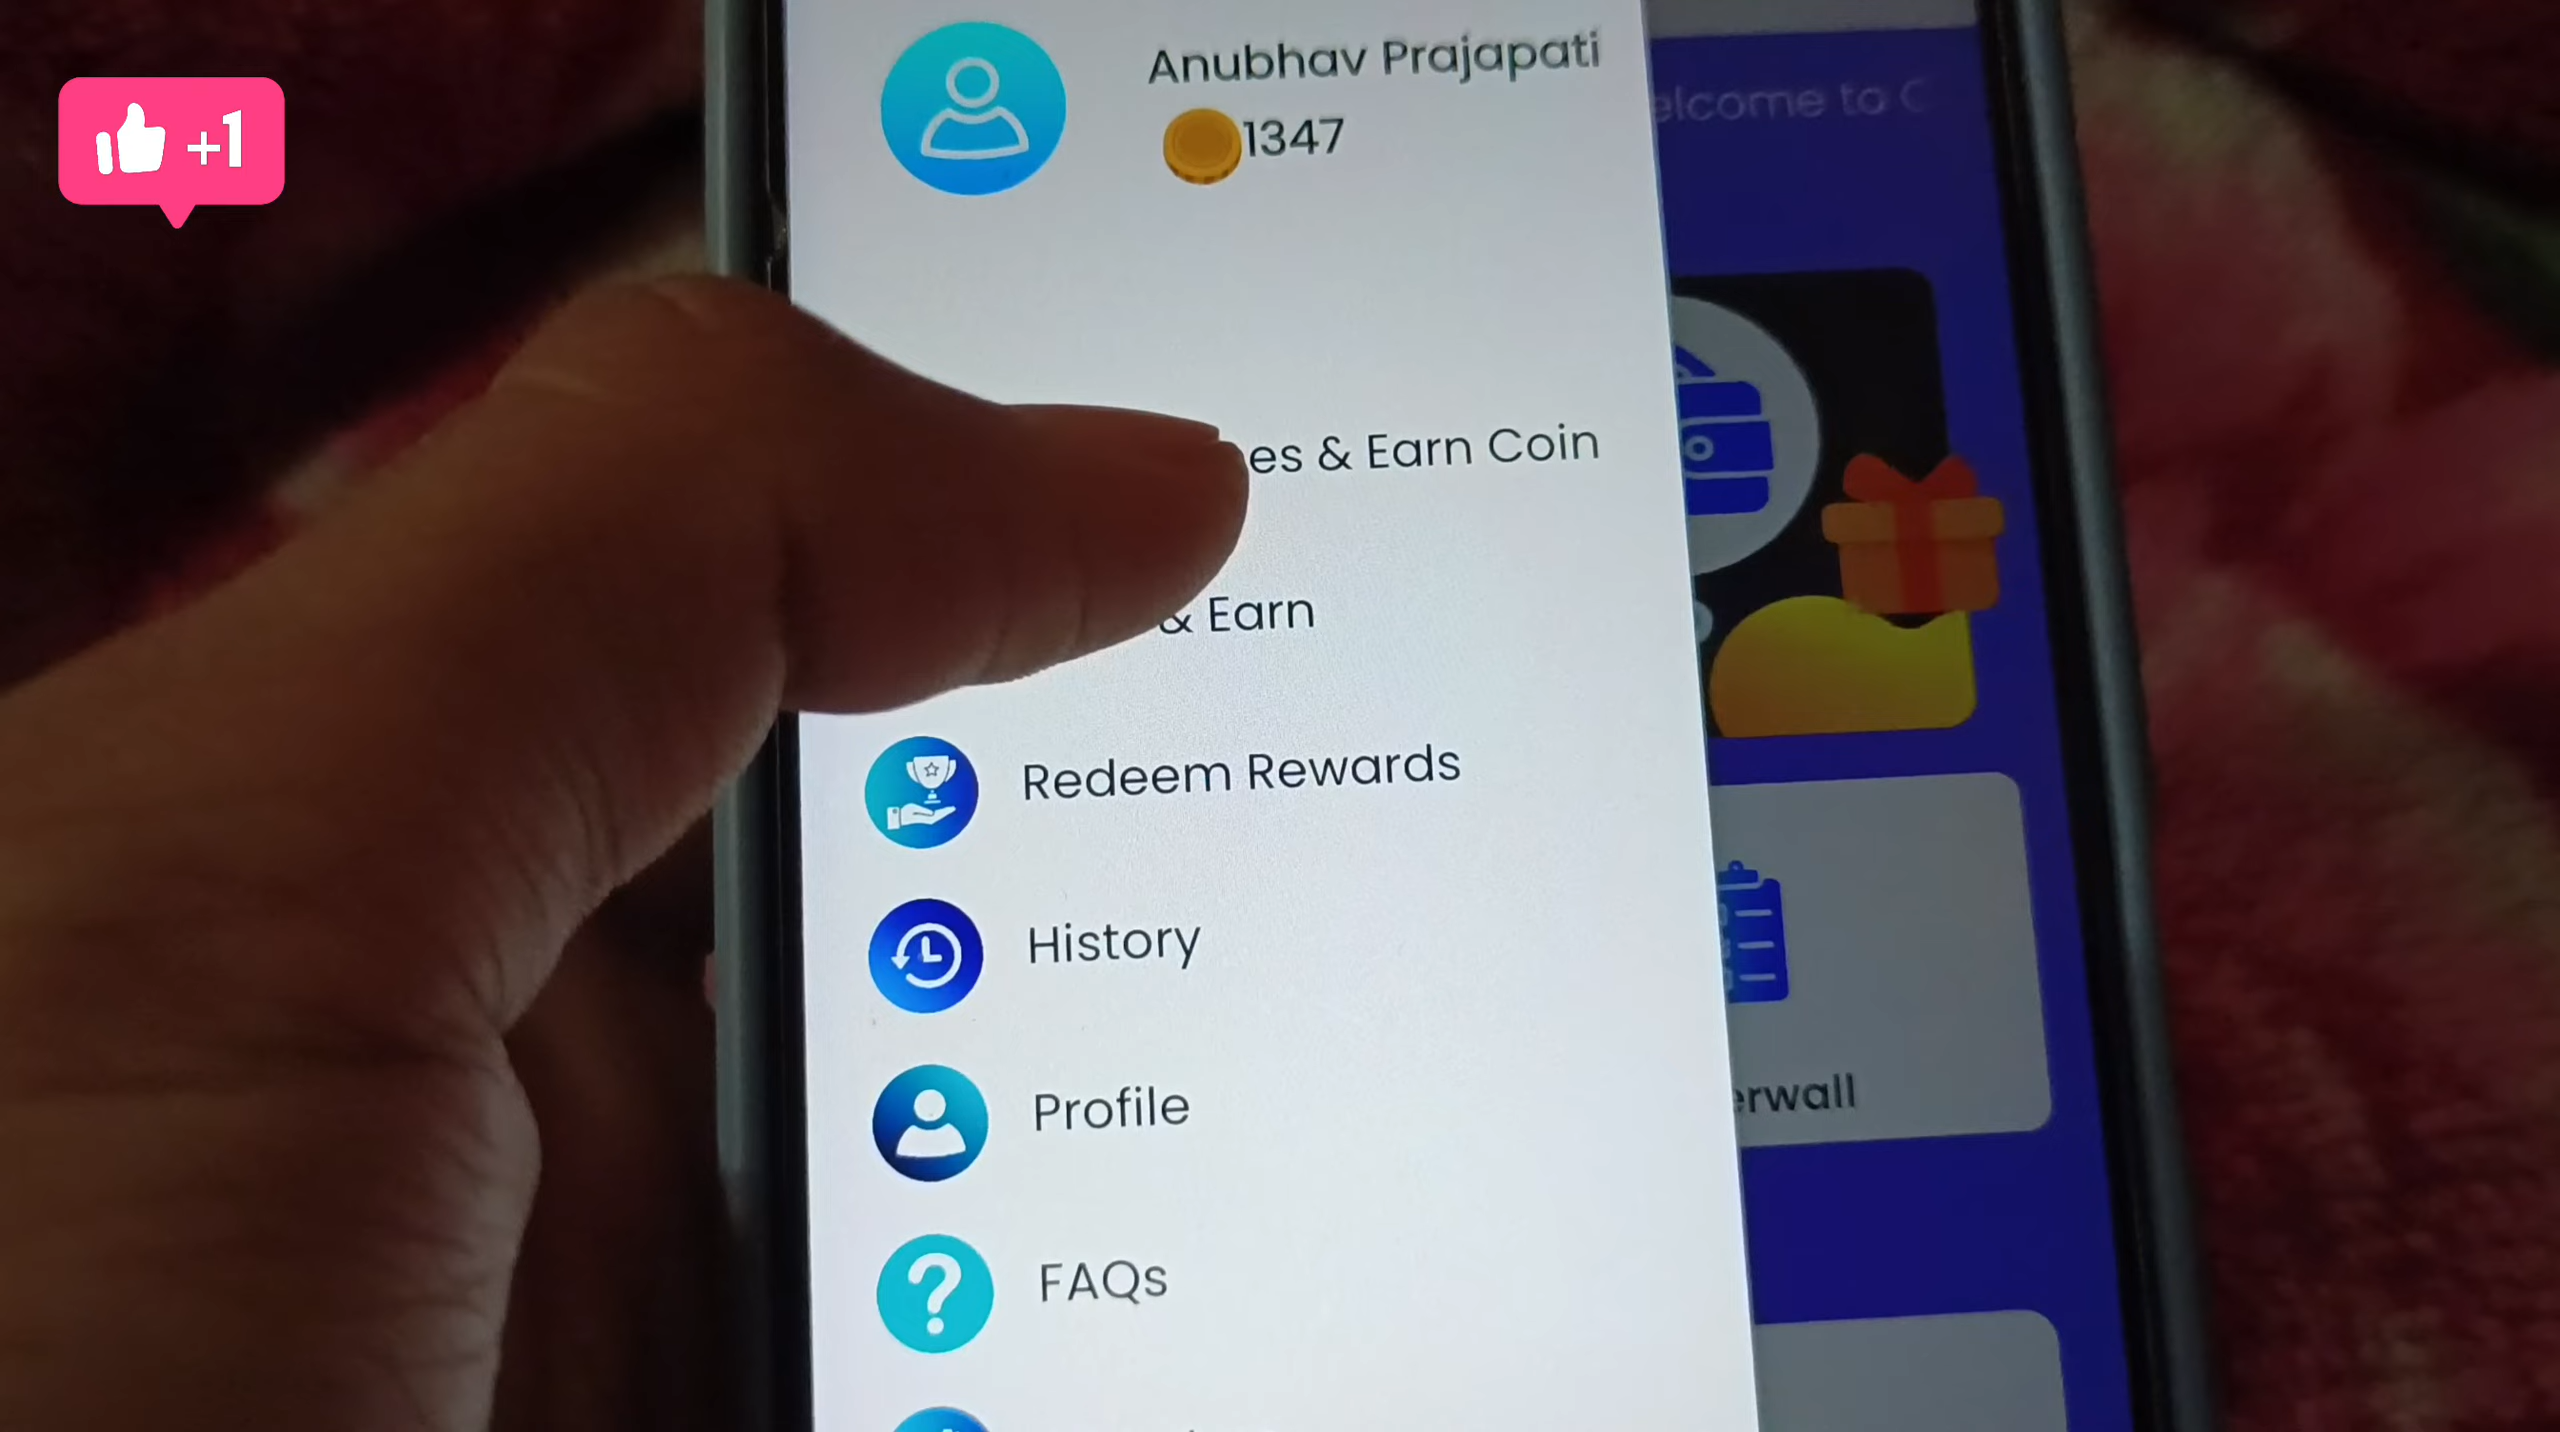 +1
Anubhav Prajapati
1347
elcome to
es & Earn Coin
& Earn
Redeem Rewards
History
Profile
erwall
FAQs